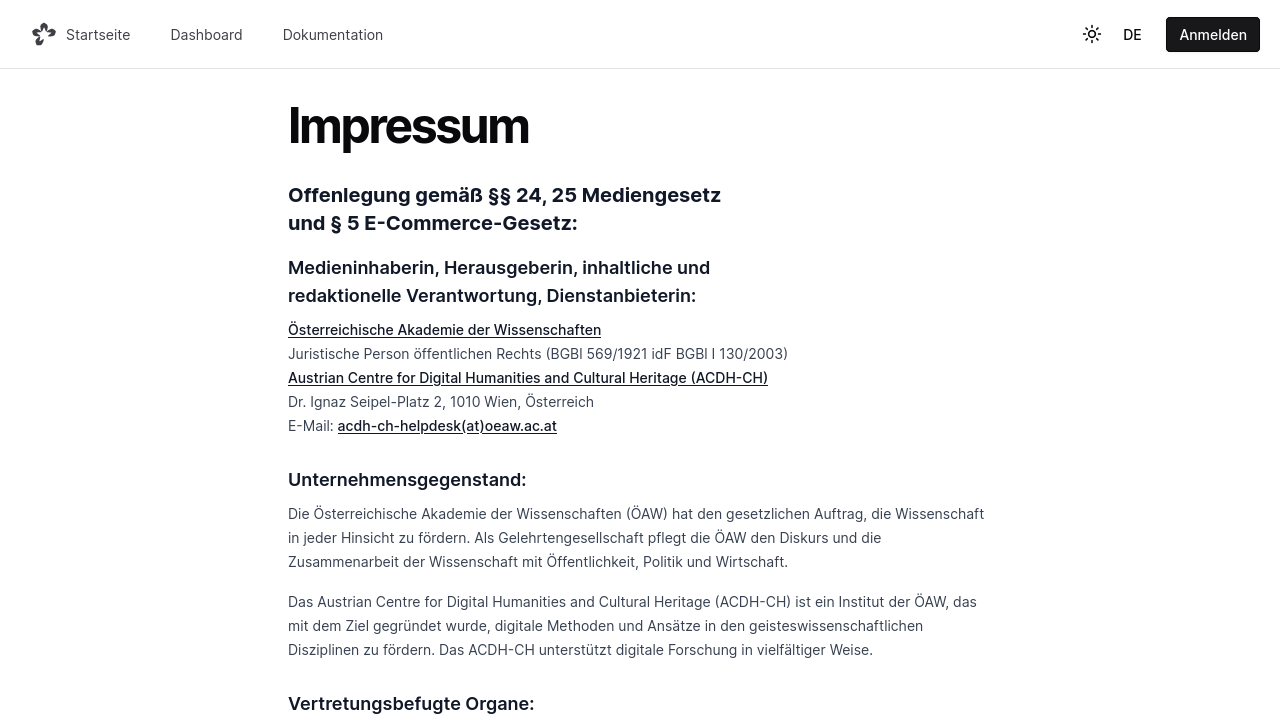 Startseite
Dashboard
Dokumentation
DE
Anmelden
Impressum
Offenlegung gemäß §§ 24, 25 Mediengesetz
und § 5 E-Commerce-Gesetz:
Medieninhaberin, Herausgeberin, inhaltliche und
redaktionelle Verantwortung, Dienstanbieterin:
Österreichische Akademie der Wissenschaften
Juristische Person öffentlichen Rechts (BGBl 569/1921 idF BGBl I 130/2003)
Austrian Centre for Digital Humanities and Cultural Heritage (ACDH-CH)
Dr. Ignaz Seipel-Platz 2, 1010 Wien, Österreich
E-Mail: acdh-ch-helpdesk(at)oeaw.ac.at
Unternehmensgegenstand:
Die Österreichische Akademie der Wissenschaften (ÖAW) hat den gesetzlichen Auftrag, die Wissenschaft
in jeder Hinsicht zu fördern. Als Gelehrtengesellschaft pflegt die ÖAW den Diskurs und die
Zusammenarbeit der Wissenschaft mit Öffentlichkeit, Politik und Wirtschaft.
Das Austrian Centre for Digital Humanities and Cultural Heritage (ACDH-CH) ist ein Institut der ÖAW, das
mit dem Ziel gegründet wurde, digitale Methoden und Ansätze in den geisteswissenschaftlichen
Disziplinen zu fördern. Das ACDH-CH unterstützt digitale Forschung in vielfältiger Weise.
Vertretungsbefugte Organe: